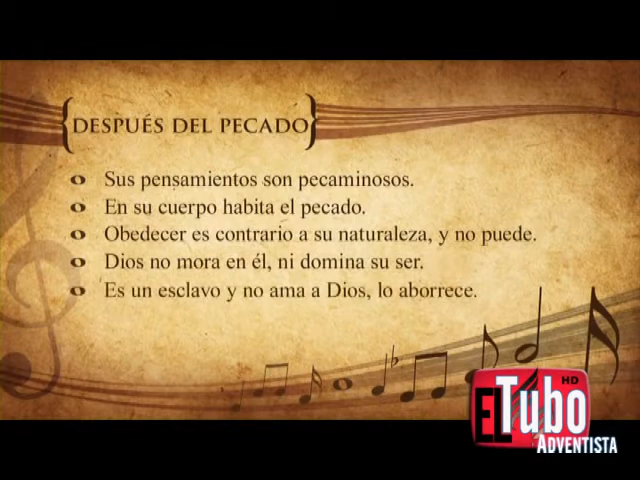 {DESPUÉS DEL PECADO}
Sus pensamientos son pecaminosos.
En su cuerpo habita el pecado.
Obedecer es contrario a su naturaleza, y no puede.
Dios no mora en él, ni domina su ser.
Es un esclavo y no ama a Dios, lo aborrece.
EL Tubo HD
ADVENTISTA